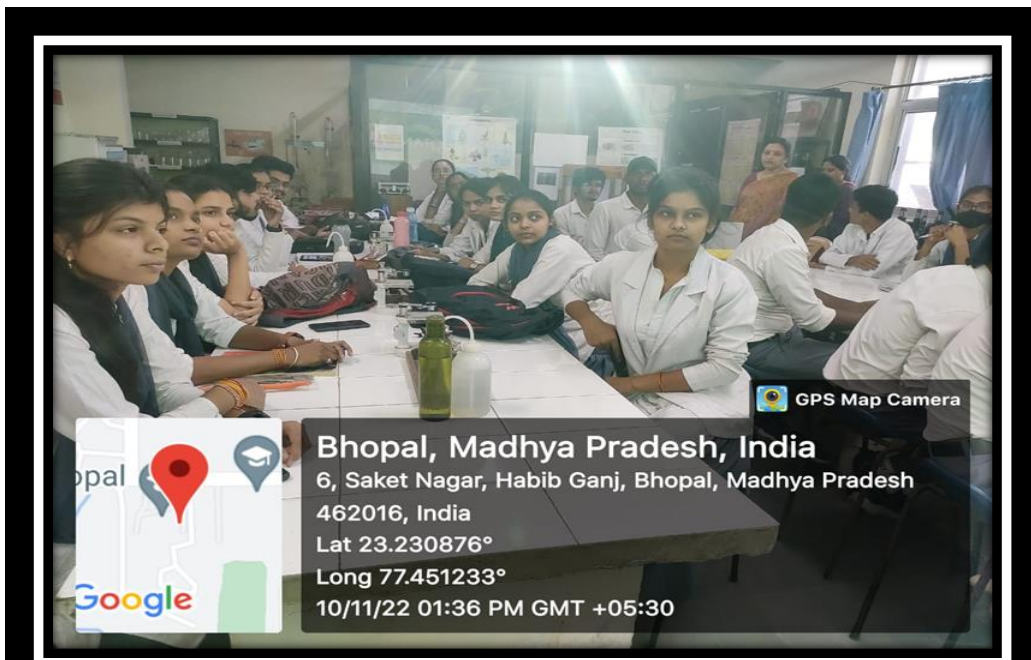 GPS Map Camera
opal
Google
Bhopal, Madhya Pradesh, India
6, Saket Nagar, Habib Ganj, Bhopal, Madhya Pradesh
462016, India
Lat 23.230876°
Long 77.451233°
10/11/22 01:36 PM GMT +05:30